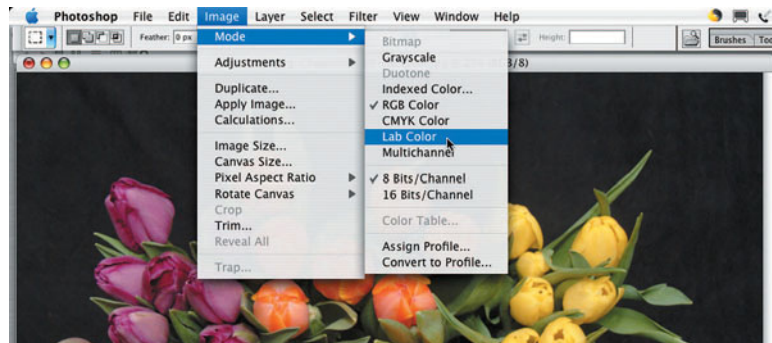 Photoshop File Edit Image Layer Select Filter View Window Help
Feather: 0 px
Height:
Brushes
Mode
Adjustments
Duplicate...
Apply Image...
Calculations...
Image Size...
Canvas Size...
Pixel Aspect Ratio
Rotate Canvas
Crop
Trim...
Reveal All
Trap...
Bitmap
Grayscale
Duotone
Indexed Color...
✓ RGB Color
CMYK Color
Lab Color
Multichannel
✓ 8 Bits/Channel
16 Bits/Channel
Color Table...
Assign Profile...
Convert to Profile...